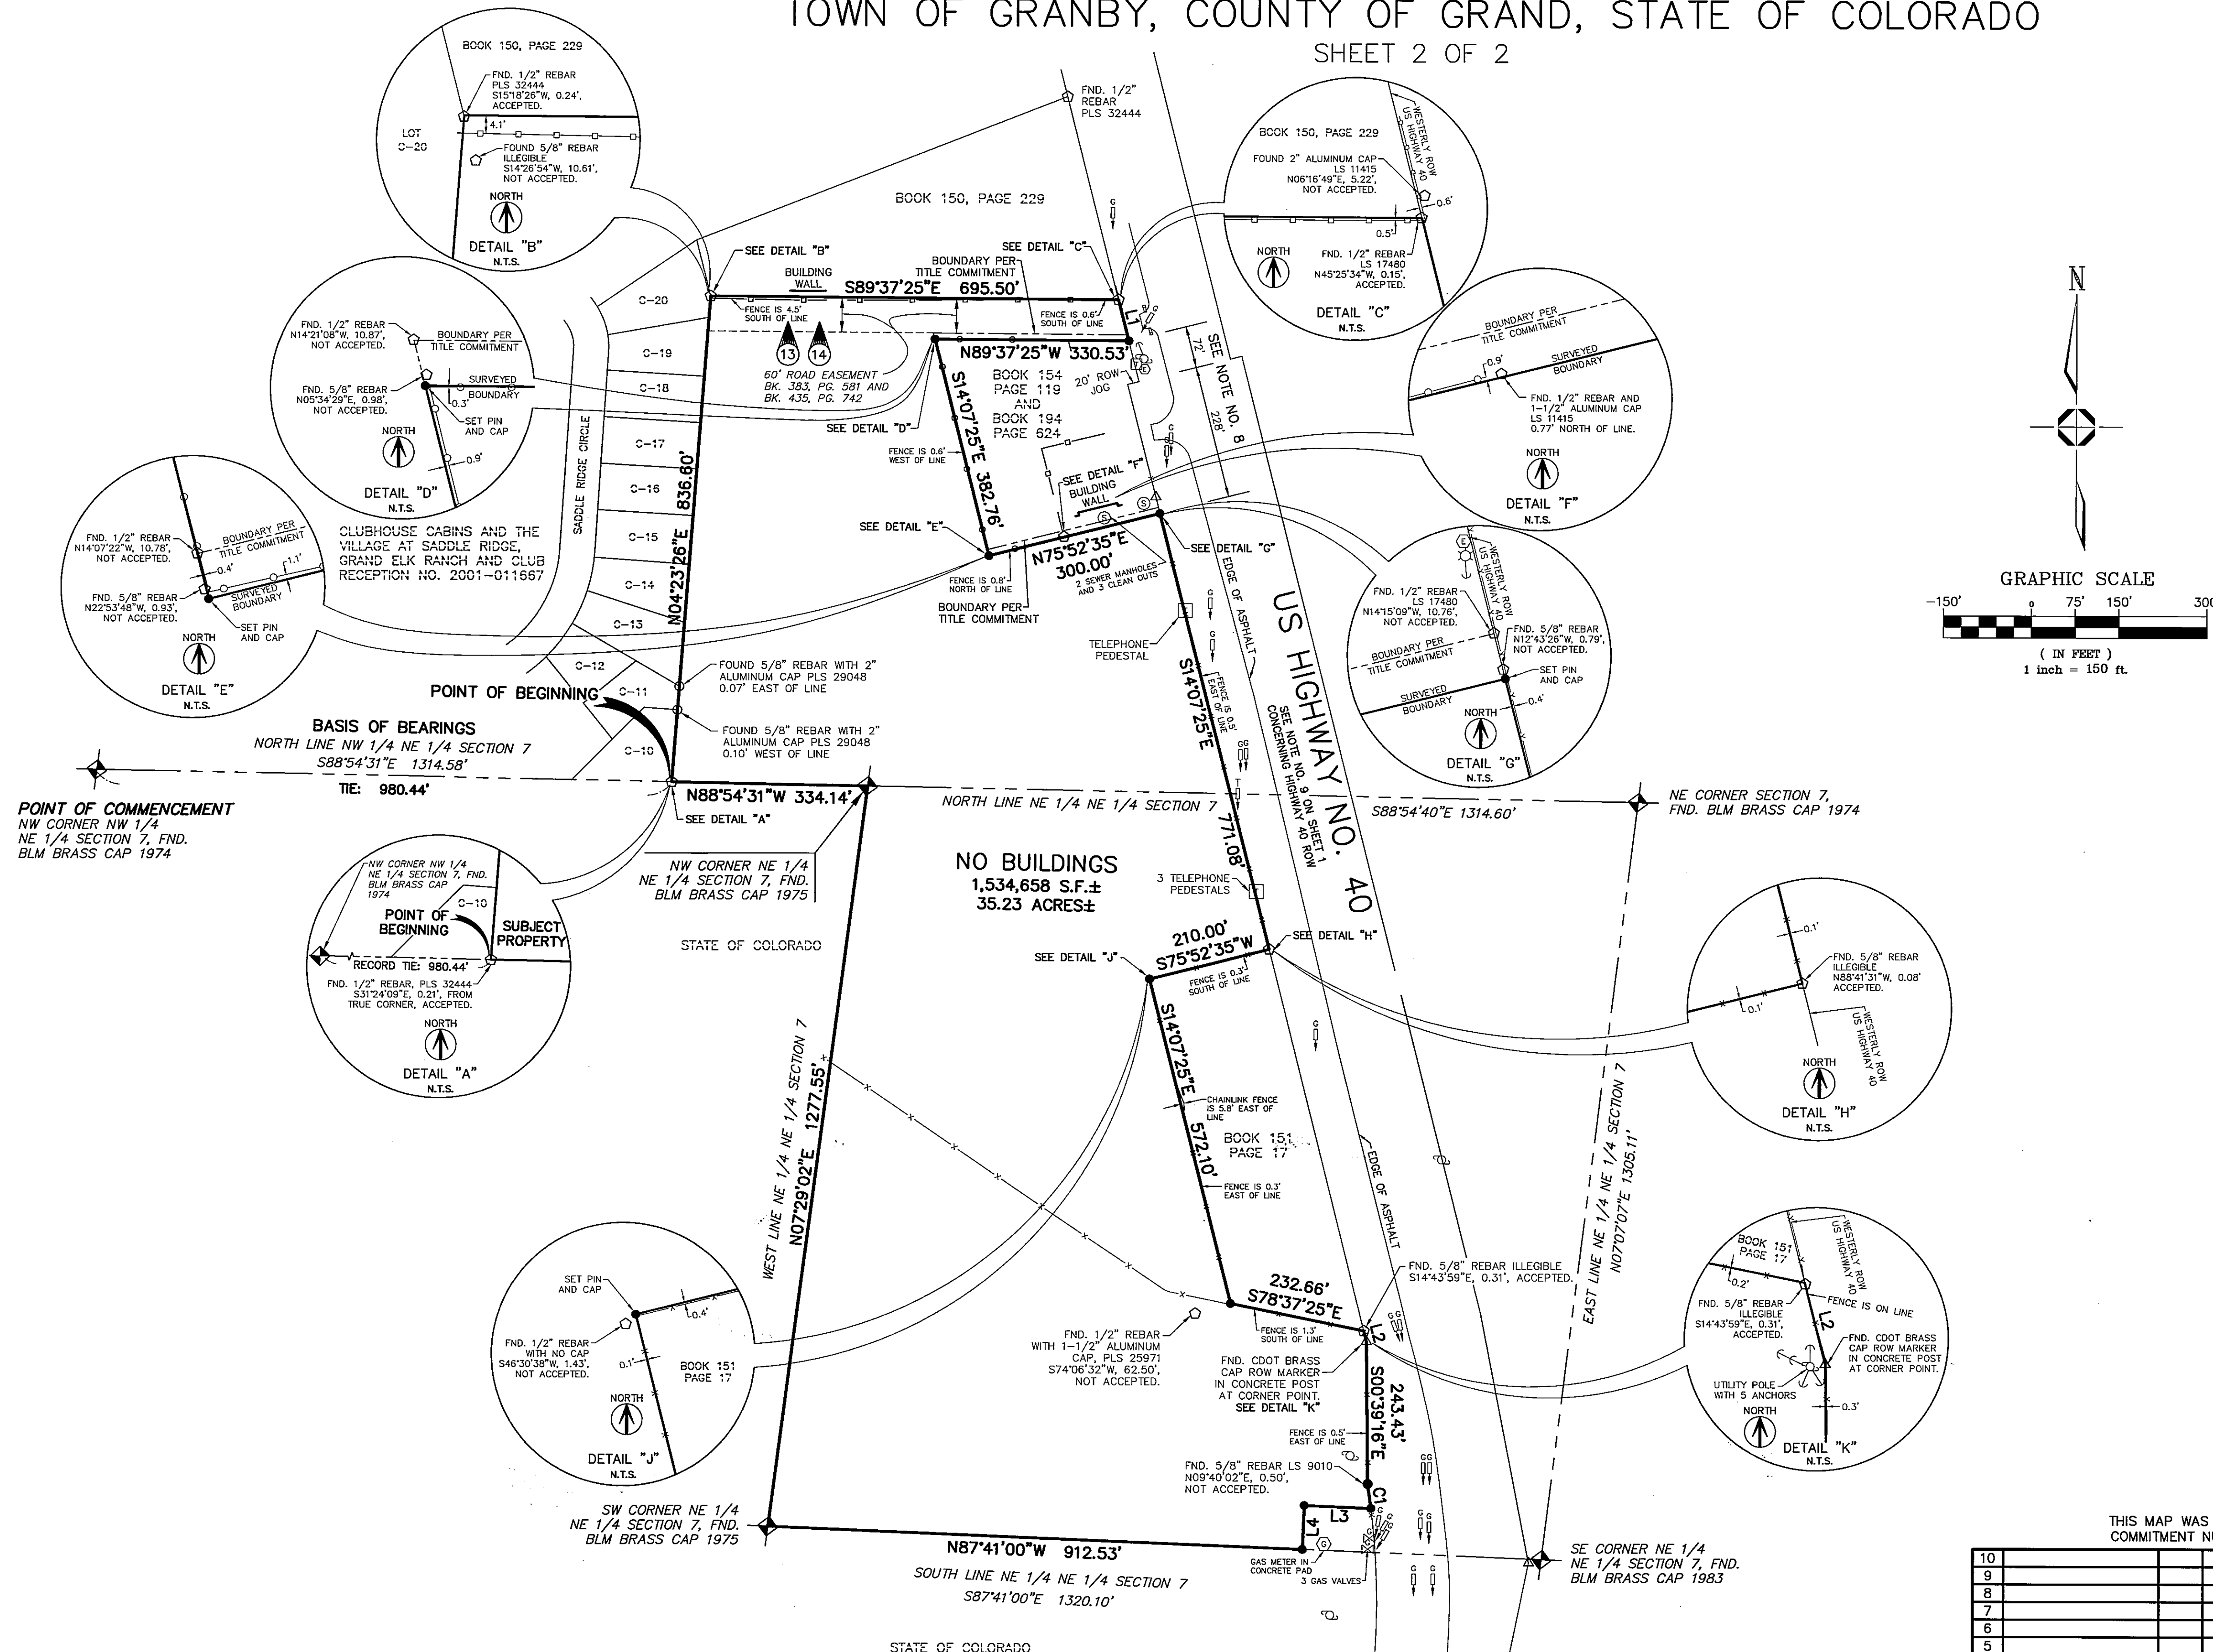 TOWN OF GRANBY, COUNTY OF GRAND, STATE OF COLORADO
SHEET 2 OF 2
BOOK 150, PAGE 229
FND. 1/2" REBAR
PLS 32444
S15°18'26"W, 0.24',
ACCEPTED.
4.1'
LOT
C-20
FOUND 5/8" REBAR
ILLEGIBLE
S14°26'54"W, 10.61',
NOT ACCEPTED.
NORTH
DETAIL "B"
N.T.S.
FND. 1/2"
REBAR
PLS 32444
BOOK 150, PAGE 229
WESTERLY ROW
US HIGHWAY 40
BOOK 150, PAGE 229
FOUND 2" ALUMINUM CAP
LS 11415
N06°16'49"E, 5.22',
NOT ACCEPTED.
0.6'
0.5'
FND. 1/2" REBAR
LS 17480
N45°25'34"W, 0.15',
ACCEPTED.
NORTH
DETAIL "C"
N.T.S.
SEE DETAIL "B"
SEE DETAIL "C"
BUILDING
WALL
BOUNDARY PER
TITLE COMMITMENT
S89°37'25"E 695.50'
FENCE IS 4.5'
SOUTH OF LINE
FENCE IS 0.6'
SOUTH OF LINE
L1
13
14
60' ROAD EASEMENT
BK. 383, PG. 581 AND
BK. 435, PG. 742
N89°37'25"W 330.53'
BOOK 154
PAGE 119
AND
BOOK 194
PAGE 624
20' ROW
JOG
72'
228'
SEE NOTE NO. 8
SEE DETAIL "D"
S14°07'25"E 382.76'
FENCE IS 0.6'
WEST OF LINE
FND. 1/2" REBAR
N14°21'08"W, 10.87',
NOT ACCEPTED.
BOUNDARY PER
TITLE COMMITMENT
FND. 5/8" REBAR
N05°34'29"E, 0.98',
NOT ACCEPTED.
SURVEYED
BOUNDARY
0.3'
SET PIN
AND CAP
0.9'
NORTH
DETAIL "D"
N.T.S.
C-20
C-19
C-18
C-17
C-16
C-15
C-14
C-13
C-12
C-11
C-10
SADDLE RIDGE CIRCLE
N04°23'26"E 836.60'
CLUBHOUSE CABINS AND THE
VILLAGE AT SADDLE RIDGE,
GRAND ELK RANCH AND CLUB
RECEPTION NO. 2001-011667
FND. 1/2" REBAR
N14°07'22"W, 10.78',
NOT ACCEPTED.
BOUNDARY PER
TITLE COMMITMENT
1.1'
0.4'
FND. 5/8" REBAR
N22°53'48"W, 0.93',
NOT ACCEPTED.
SURVEYED
BOUNDARY
SET PIN
AND CAP
NORTH
DETAIL "E"
N.T.S.
SEE DETAIL "E"
SEE DETAIL "F"
BUILDING
WALL
S
S
N75°52'35"E
300.00'
2 SEWER MANHOLES
AND 3 CLEAN OUTS
FENCE IS 0.8'
NORTH OF LINE
BOUNDARY PER
TITLE COMMITMENT
SEE DETAIL "G"
BOUNDARY PER
TITLE COMMITMENT
0.9'
SURVEYED
BOUNDARY
FND. 1/2" REBAR AND
1-1/2" ALUMINUM CAP
LS 11415
0.77' NORTH OF LINE.
NORTH
DETAIL "F"
N.T.S.
E
WESTERLY ROW
US HIGHWAY 40
FND. 1/2" REBAR
LS 17480
N14°15'09"W, 10.76',
NOT ACCEPTED.
FND. 5/8" REBAR
N12°43'26"W, 0.79',
NOT ACCEPTED.
BOUNDARY PER
TITLE COMMITMENT
SET PIN
AND CAP
SURVEYED
BOUNDARY
0.4'
NORTH
DETAIL "G"
N.T.S.
N
GRAPHIC SCALE
-150' 0 75' 150' 300
( IN FEET )
1 inch = 150 ft.
TELEPHONE
PEDESTAL
EDGE OF ASPHALT
S14°07'25"E
771.08'
FENCE IS 0.5'
EAST OF LINE
US HIGHWAY NO. 40
SEE NOTE NO. 9 ON SHEET 1
CONCERNING HIGHWAY 40 ROW
POINT OF BEGINNING
FOUND 5/8" REBAR WITH 2"
ALUMINUM CAP PLS 29048
0.07' EAST OF LINE
FOUND 5/8" REBAR WITH 2"
ALUMINUM CAP PLS 29048
0.10' WEST OF LINE
BASIS OF BEARINGS
NORTH LINE NW 1/4 NE 1/4 SECTION 7
S88°54'31"E 1314.58'
TIE: 980.44'
POINT OF COMMENCEMENT
NW CORNER NW 1/4
NE 1/4 SECTION 7, FND.
BLM BRASS CAP 1974
N88°54'31"W 334.14'
SEE DETAIL "A"
NORTH LINE NE 1/4 NE 1/4 SECTION 7
S88°54'40"E 1314.60'
NE CORNER SECTION 7,
FND. BLM BRASS CAP 1974
NW CORNER NE 1/4
NE 1/4 SECTION 7, FND.
BLM BRASS CAP 1975
NO BUILDINGS
1,534,658 S.F.±
35.23 ACRES±
3 TELEPHONE
PEDESTALS
STATE OF COLORADO
NW CORNER NW 1/4
NE 1/4 SECTION 7, FND.
BLM BRASS CAP
1974
C-10
POINT OF
BEGINNING
SUBJECT
PROPERTY
RECORD TIE: 980.44'
FND. 1/2" REBAR, PLS 32444
S31°24'09"E, 0.21', FROM
TRUE CORNER, ACCEPTED.
NORTH
DETAIL "A"
N.T.S.
SEE DETAIL "J"
210.00'
S75°52'35"W
SEE DETAIL "H"
FENCE IS 0.3'
SOUTH OF LINE
0.1'
FND. 5/8" REBAR
ILLEGIBLE
N88°41'31"W, 0.08'
ACCEPTED.
0.1'
WESTERLY ROW
US HIGHWAY 40
NORTH
DETAIL "H"
N.T.S.
WEST LINE NE 1/4 NE 1/4 SECTION 7
N07°29'02"E 1277.55'
S14°07'25"E 572.10'
CHAINLINK FENCE
IS 5.8' EAST OF
LINE
BOOK 151
PAGE 17
FENCE IS 0.3'
EAST OF LINE
EDGE OF ASPHALT
EAST LINE NE 1/4 NE 1/4 SECTION 7
N07°07'07"E 1305.11'
SET PIN
AND CAP
0.4'
FND. 1/2" REBAR
WITH NO CAP
S46°30'38"W, 1.43',
NOT ACCEPTED.
0.1'
BOOK 151
PAGE 17
NORTH
DETAIL "J"
N.T.S.
232.66'
S78°37'25"E
FND. 5/8" REBAR ILLEGIBLE
S14°43'59"E, 0.31', ACCEPTED.
FENCE IS 1.3'
SOUTH OF LINE
L2
FND. 1/2" REBAR
WITH 1-1/2" ALUMINUM
CAP, PLS 25971
S74°06'32"W, 62.50',
NOT ACCEPTED.
FND. CDOT BRASS
CAP ROW MARKER
IN CONCRETE POST
AT CORNER POINT.
SEE DETAIL "K"
243.43'
S00°39'16"E
FENCE IS 0.5'
EAST OF LINE
FND. 5/8" REBAR LS 9010
N09°40'02"E, 0.50',
NOT ACCEPTED.
C1
L3
L4
G
GAS METER IN
CONCRETE PAD
3 GAS VALVES
BOOK 151
PAGE 17
WESTERLY ROW
US HIGHWAY 40
0.2'
FND. 5/8" REBAR
ILLEGIBLE
S14°43'59"E, 0.31',
ACCEPTED.
FENCE IS ON LINE
L2
FND. CDOT BRASS
CAP ROW MARKER
IN CONCRETE POST
AT CORNER POINT.
UTILITY POLE
WITH 5 ANCHORS
0.3'
NORTH
DETAIL "K"
N.T.S.
SW CORNER NE 1/4
NE 1/4 SECTION 7, FND.
BLM BRASS CAP 1975
N87°41'00"W 912.53'
SOUTH LINE NE 1/4 NE 1/4 SECTION 7
S87°41'00"E 1320.10'
SE CORNER NE 1/4
NE 1/4 SECTION 7, FND.
BLM BRASS CAP 1983
STATE OF COLORADO
THIS MAP WAS
COMMITMENT
10
9
8
7
6
5